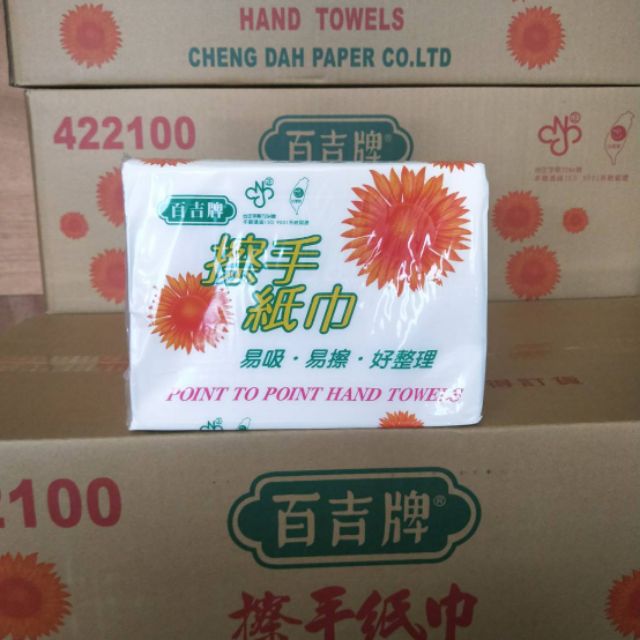 HAND TOWELS
CHENG DAH PAPER CO.LTD
422100
百吉牌®
百吉牌
擦手
紙巾
易吸·易擦·好整理
POINT TO POINT HAND TOWELS
2100
百吉牌®
擦手紙巾